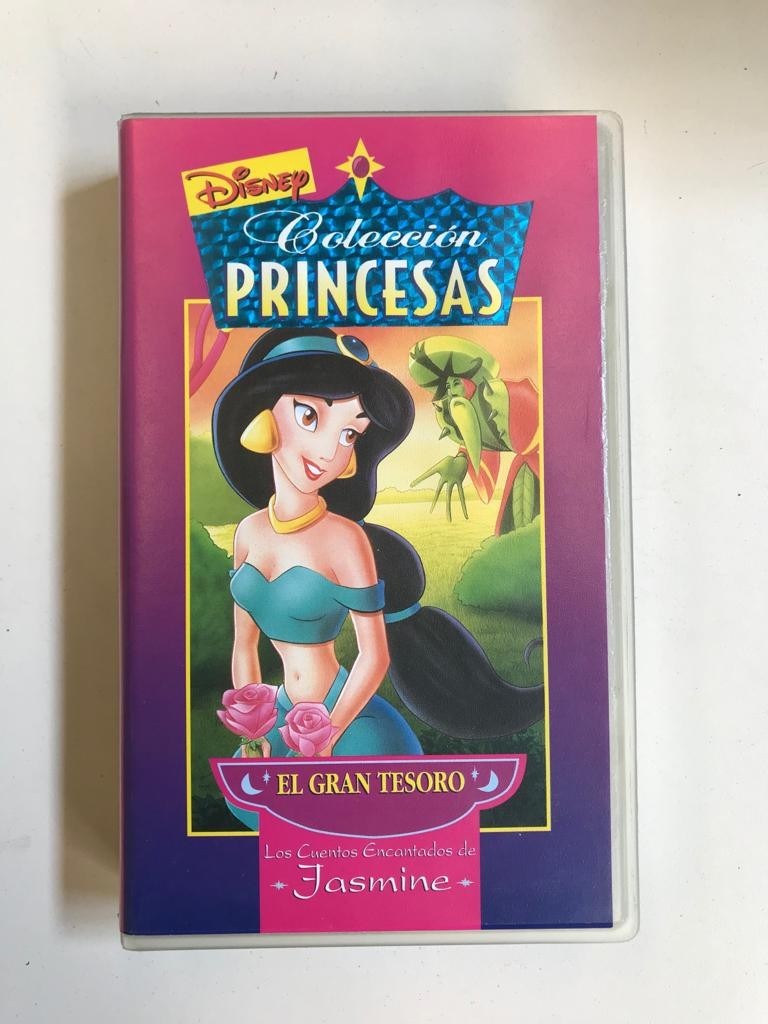 Disney
Colección
PRINCESAS
EL GRAN TESORO
Los Cuentos Encantados de
Jasmine